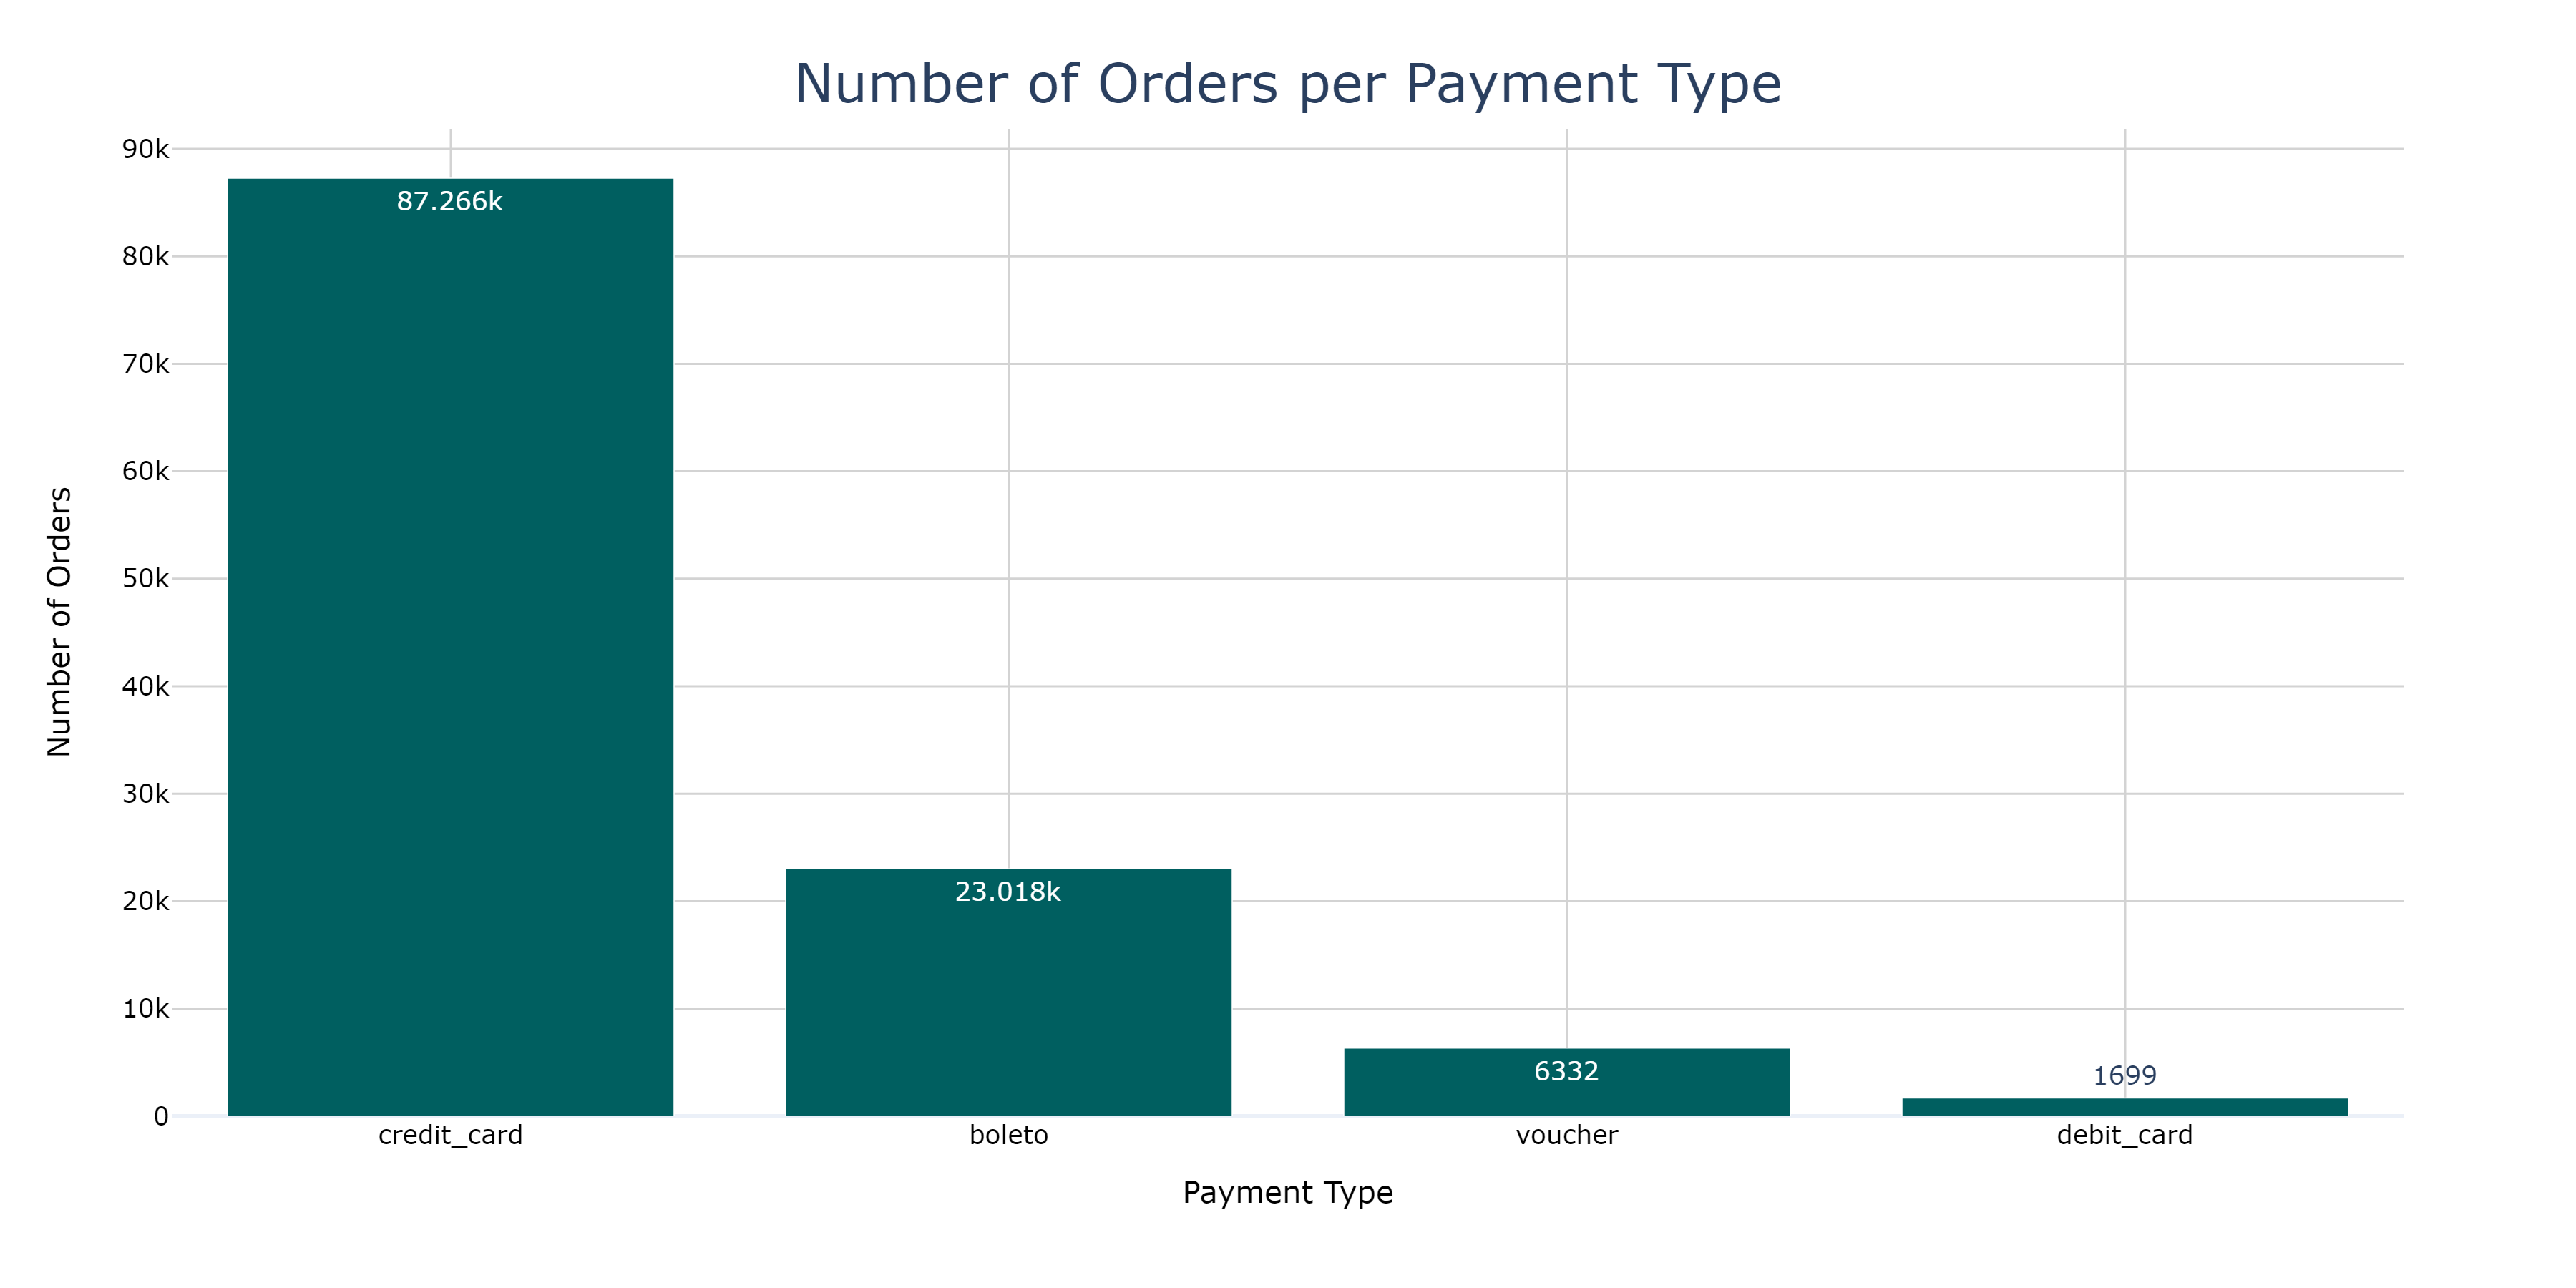 Number of Orders per Payment Type
90k
80k
70k
60k
50k
40k
30k
20k
10k
0
Number of Orders
87.266k
23.018k
6332
1699
credit_card
boleto
voucher
debit_card
Payment Type